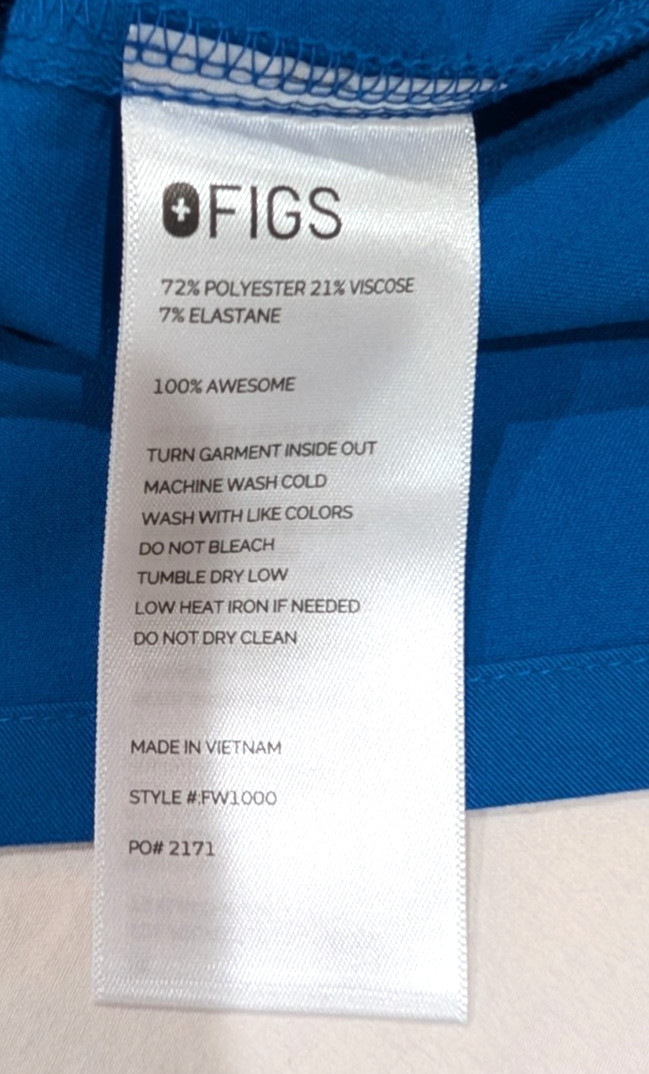 FIGS
72% POLYESTER 21% VISCOSE
7% ELASTANE
100% AWESOME
TURN GARMENT INSIDE OUT
MACHINE WASH COLD
WASH WITH LIKE COLORS
DO NOT BLEACH
TUMBLE DRY LOW
LOW HEAT IRON IF NEEDED
DO NOT DRY CLEAN
MADE IN VIETNAM
STYLE #:FW1000
PO# 2171